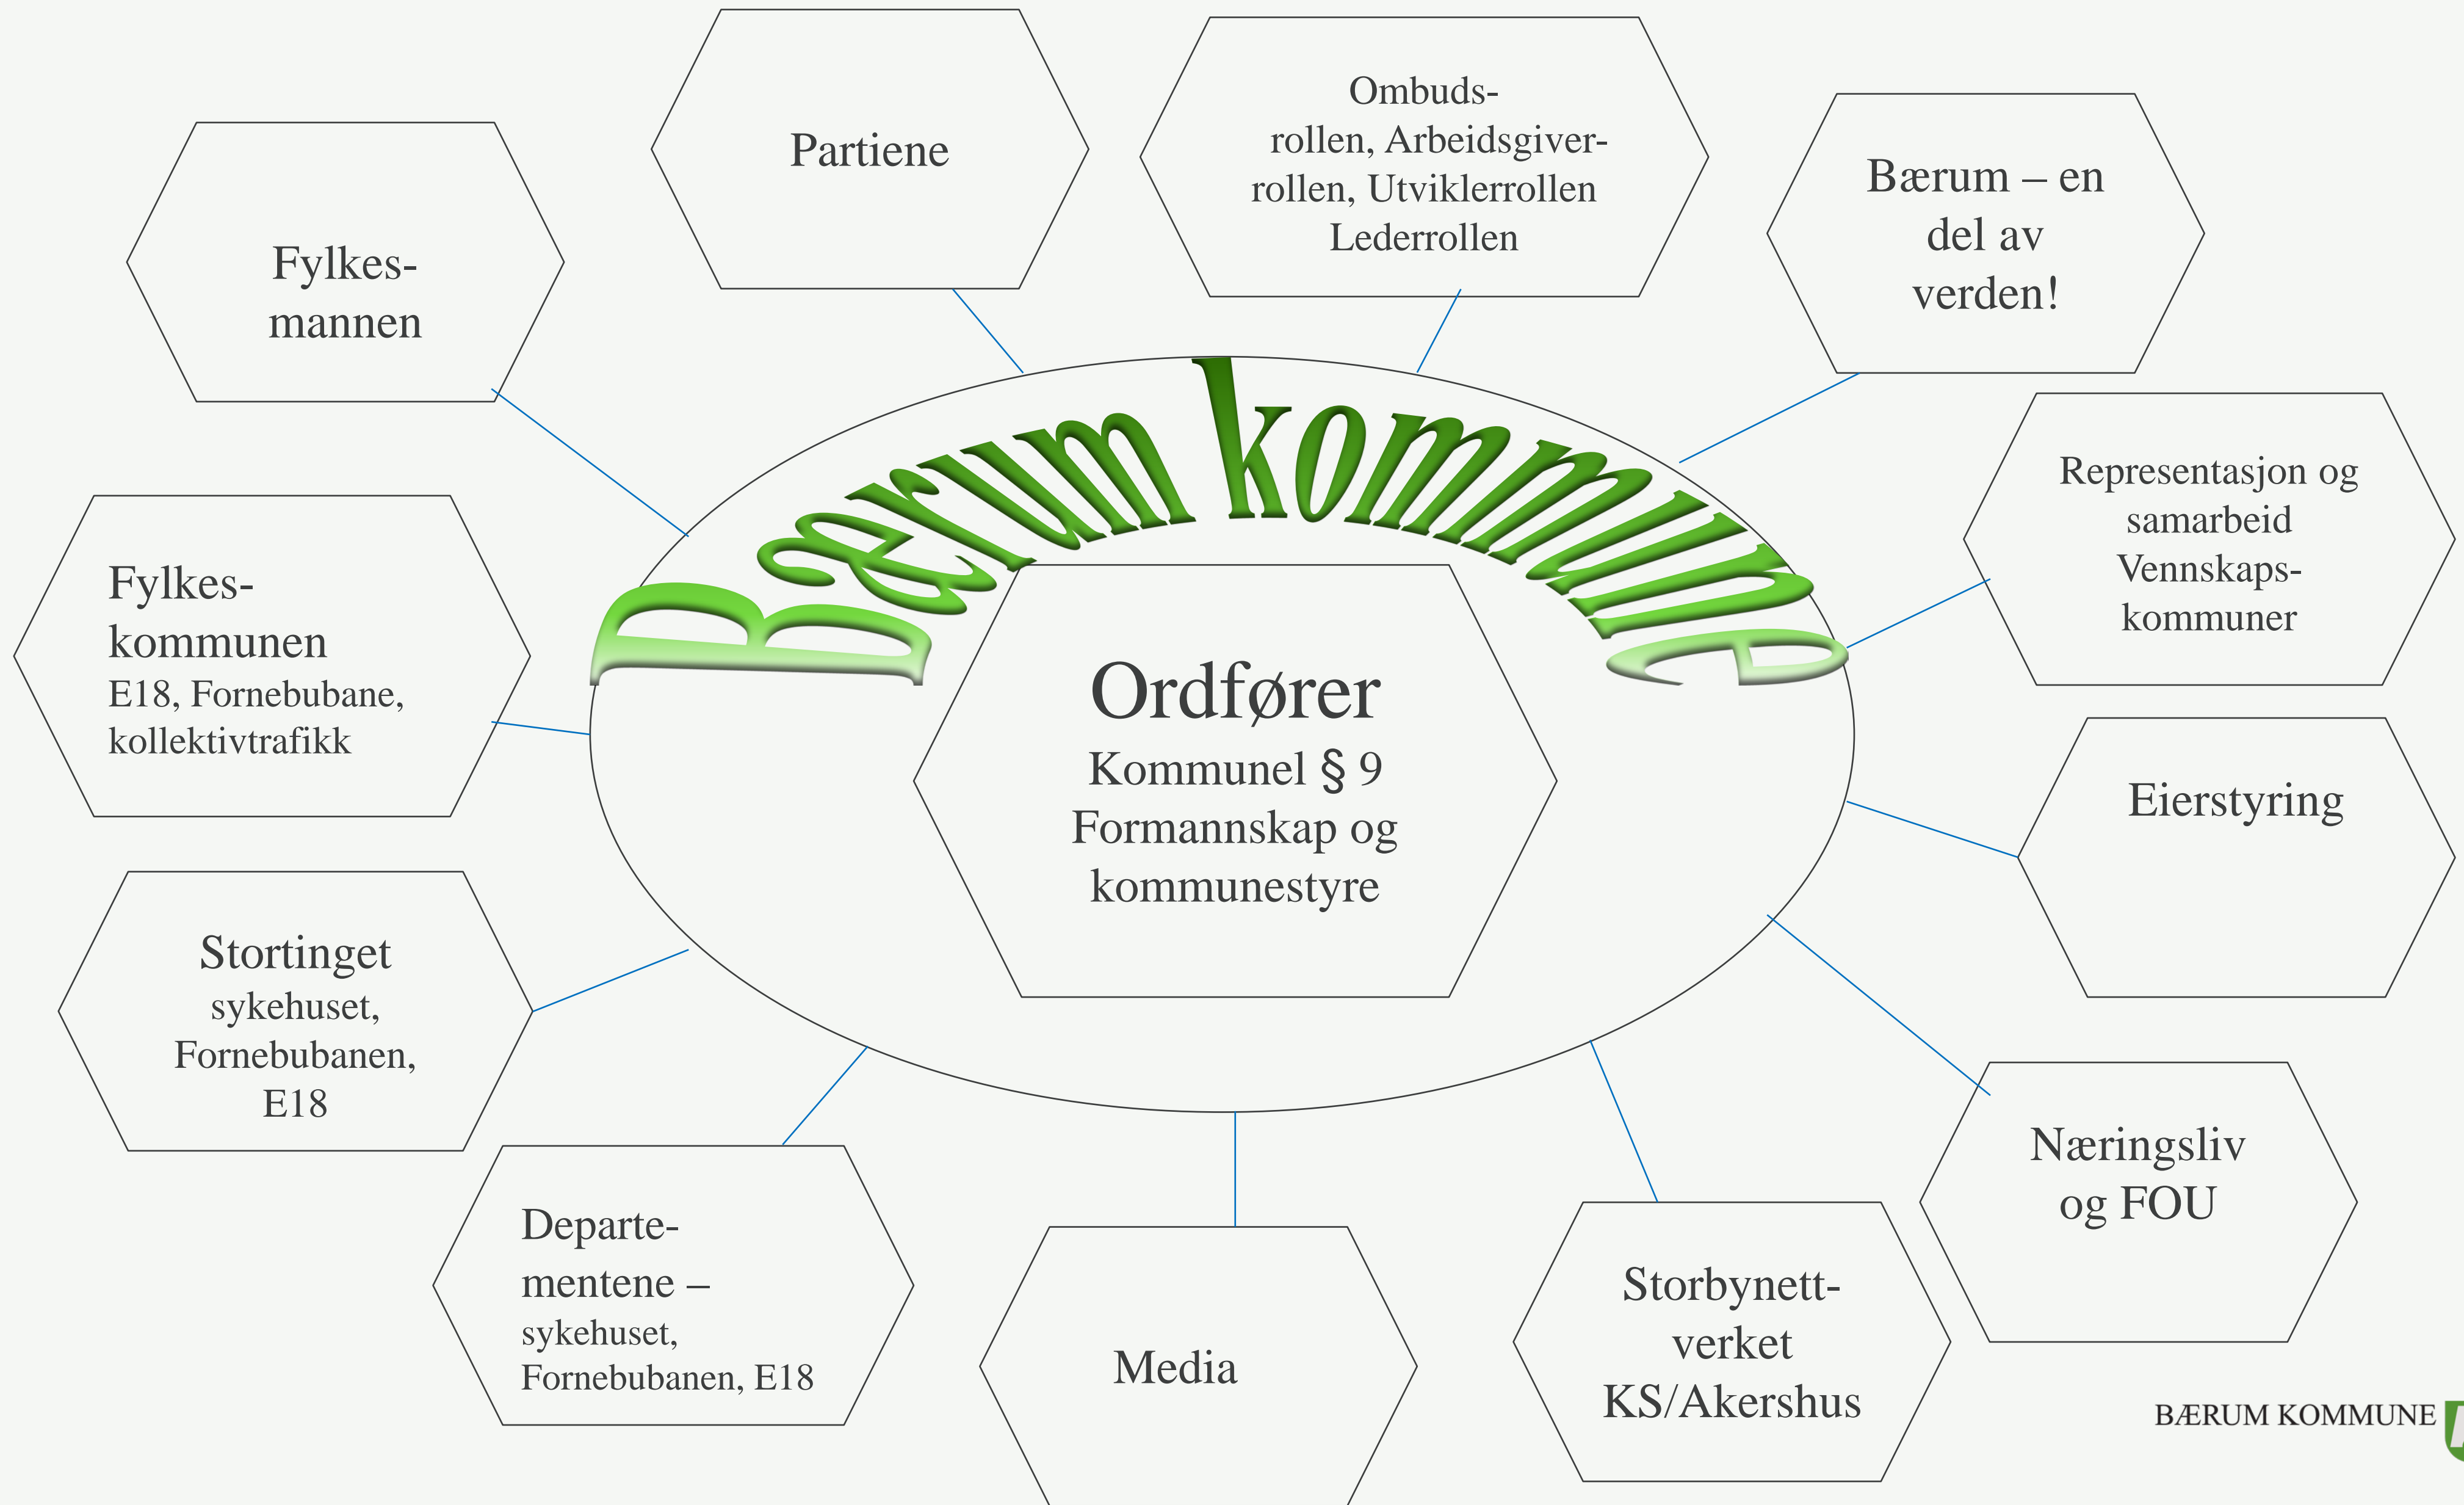 Partiene
Ombuds-
rollen, Arbeidsgiver-
rollen, Utviklerrollen
Lederrollen
Bærum – en
del av
verden!
Fylkes-
mannen
Representasjon og
samarbeid
Vennskaps-
kommuner
Bærum kommune
Fylkes-
kommunen
E18, Fornebubane,
kollektivtrafikk
Ordfører
Kommunel § 9
Formannskap og
kommunestyre
Eierstyring
Stortinget
sykehuset,
Fornebubanen,
E18
Næringsliv
og FOU
Departe-
mentene –
sykehuset,
Fornebubanen, E18
Media
Storbynett-
verket
KS/Akershus
BÆRUM KOMMUNE